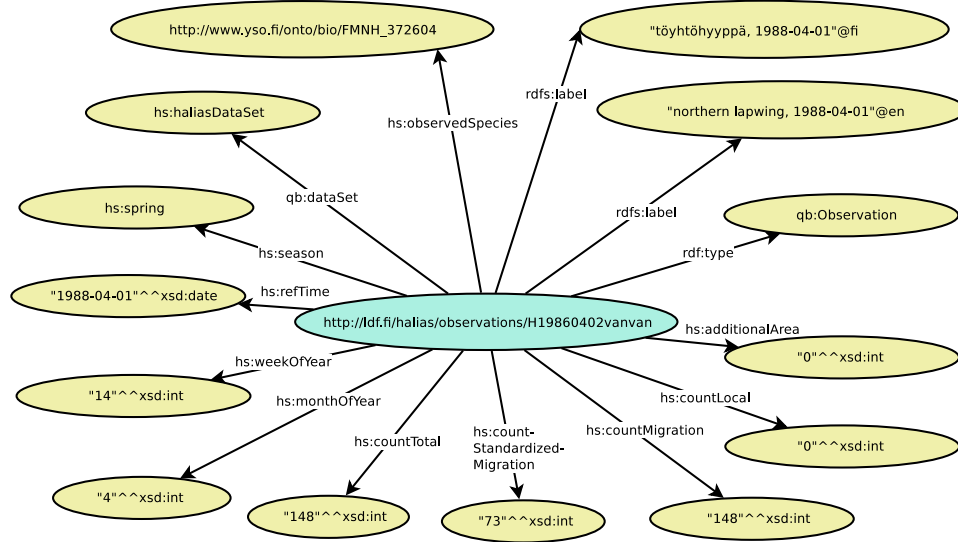 http://www.yso.fi/onto/bio/FMNH_372604
"töyhtöhyyppä, 1988-04-01"@fi
rdfs:label
hs:haliasDataSet
hs:observedSpecies
"northern lapwing, 1988-04-01"@en
qb:dataSet
rdfs:label
hs:spring
qb:Observation
hs:season
rdf:type
"1988-04-01"^^xsd:date
hs:refTime
http://ldf.fi/halias/observations/H19860402vanvan
hs:additionalArea
hs:weekOfYear
"0"^^xsd:int
"14"^^xsd:int
hs:monthOfYear
hs:countLocal
hs:countTotal
hs:count-
Standardized-
Migration
hs:countMigration
"0"^^xsd:int
"4"^^xsd:int
"148"^^xsd:int
"73"^^xsd:int
"148"^^xsd:int